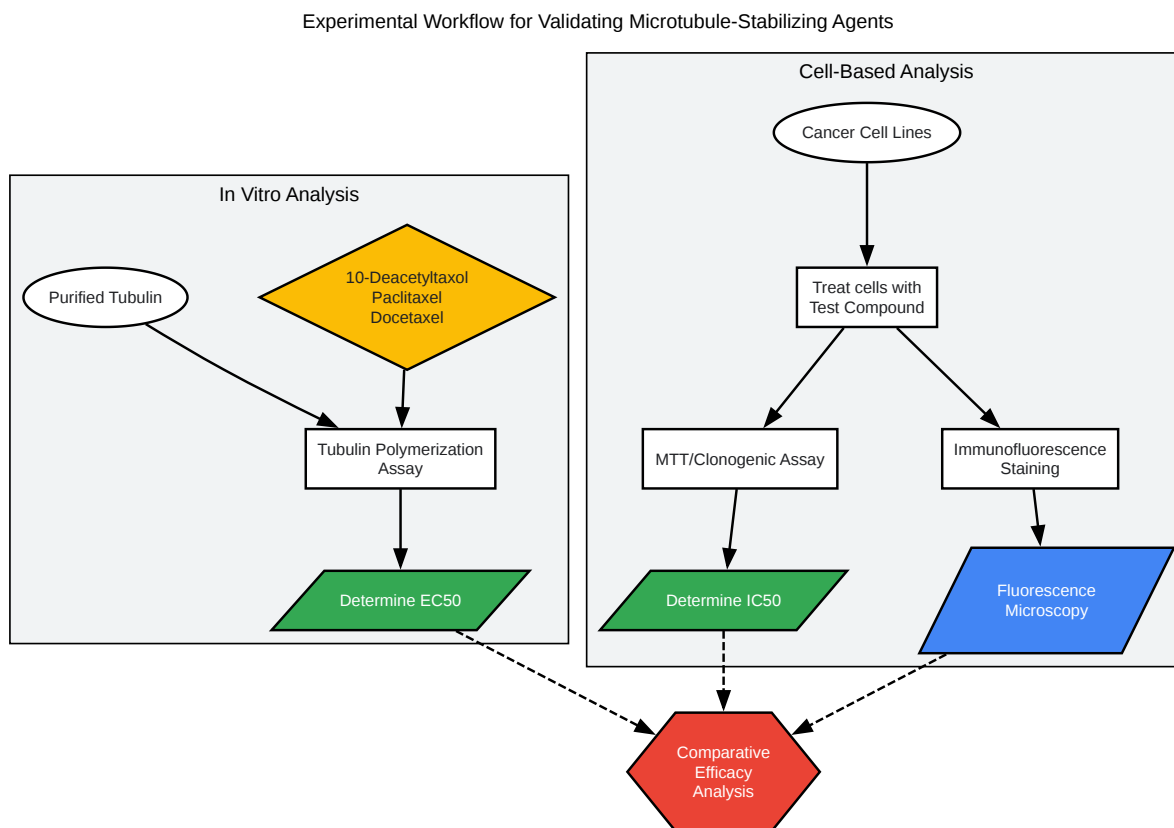 Experimental Workflow for Validating Microtubule-Stabilizing Agents
In Vitro Analysis
Purified Tubulin
10-Deacetyltaxol
Paclitaxel
Docetaxel
Tubulin Polymerization
Assay
Determine EC50
Cell-Based Analysis
Cancer Cell Lines
Treat cells with
Test Compound
MTT/Clonogenic Assay
Immunofluorescence
Staining
Determine IC50
Fluorescence
Microscopy
Comparative
Efficacy
Analysis